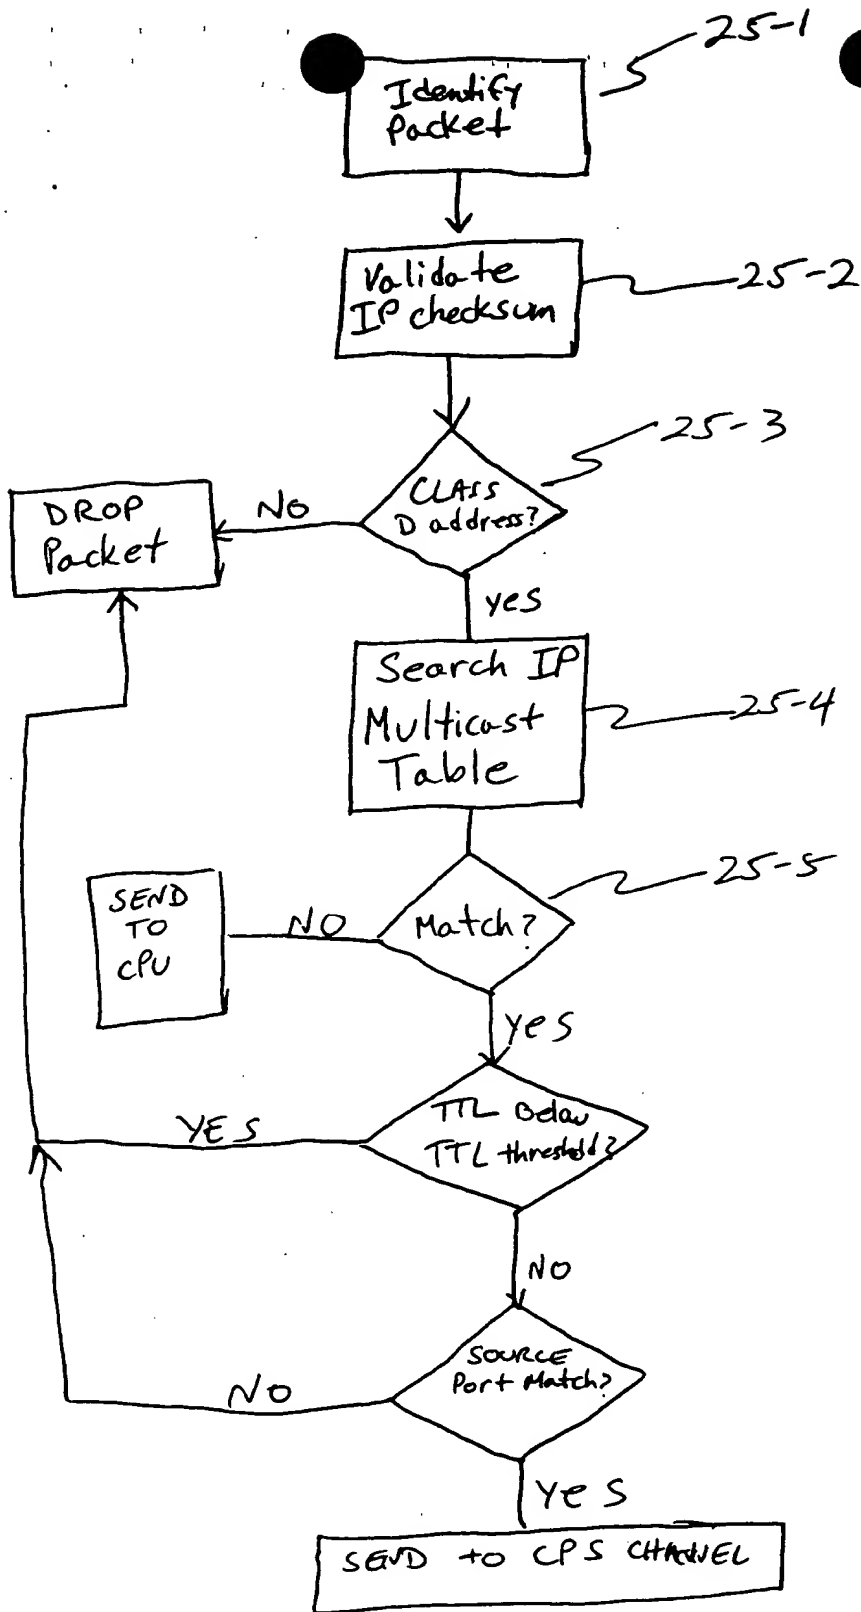 25-1
Identify
Packet
Validate
IP checksum
25-2
25-3
CLASS
D address?
NO
DROP
Packet
yes
Search IP
Multicast
Table
25-4
25-5
Match?
NO
SEND
TO
CPU
yes
TTL Below
TTL threshold?
YES
NO
SOURCE
Port Match?
NO
yes
SEND to CPS CHANNEL